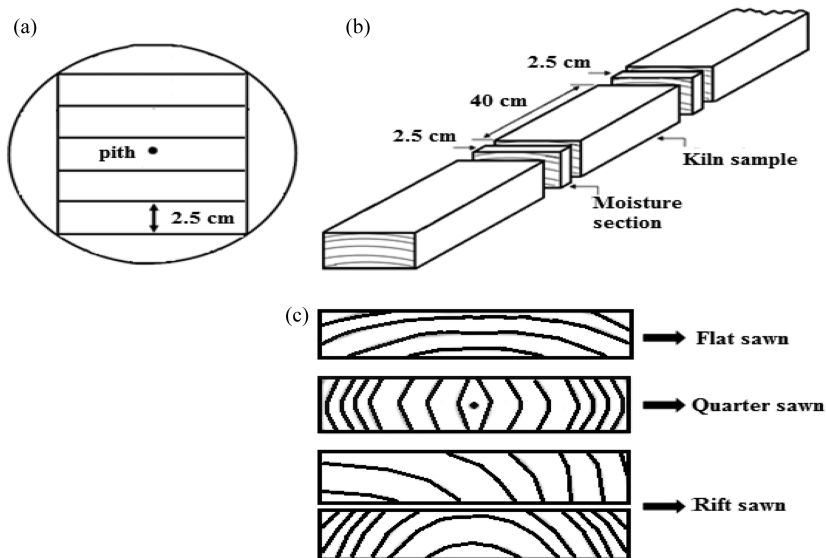 (a)
pith
2.5 cm
(b)
2.5 cm
40 cm
2.5 cm
Kiln sample
Moisture
section
(c)
Flat sawn
Quarter sawn
Rift sawn